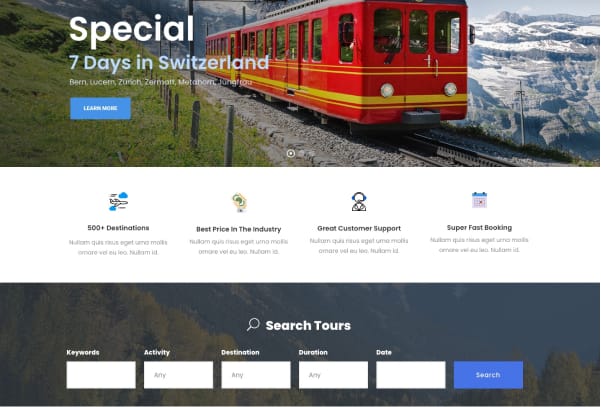 Special
7 Days in Switzerland
Bern, Lucern, Zurich, Zermatt, Metahorn, Jungfrau
LEARN MORE
500+ Destinations
Nullam quis risus eget urna mollis
ornare vel eu leo. Nullam id.
Best Price In The Industry
Nullam quis risus eget urna mollis
ornare vel eu leo. Nullam id.
Great Customer Support
Nullam quis risus eget urna mollis
ornare vel eu leo. Nullam id.
Super Fast Booking
Nullam quis risus eget urna mollis
ornare vel eu leo. Nullam id.
Search Tours
Keywords Activity Destination Duration Date
Any Any Any Search